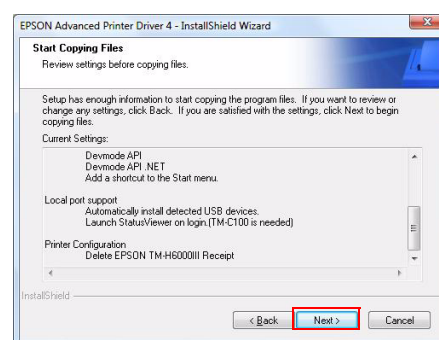 EPSON Advanced Printer Driver 4 - InstallShield Wizard
Start Copying Files
Review settings before copying files.
Setup has enough information to start copying the program files. If you want to review or
change any settings, click Back. If you are satisfied with the settings, click Next to begin
copying files.
Current Settings:
Devmode API
Devmode API .NET
Add a shortcut to the Start menu.
Local port support
Automatically install detected USB devices.
Launch StatusViewer on login.(TM-C100 is needed)
Printer Configuration
Delete EPSON TM-H6000III Receipt
InstallShield
< Back Next > Cancel